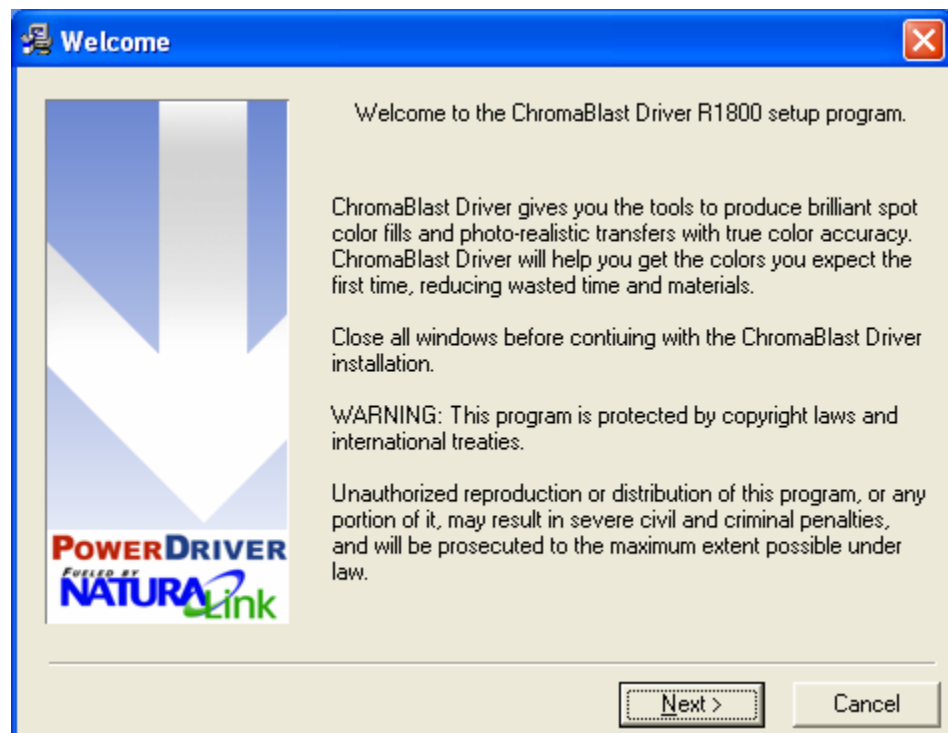 Welcome
Welcome to the ChromaBlast Driver R1800 setup program.
ChromaBlast Driver gives you the tools to produce brilliant spot
color fills and photo-realistic transfers with true color accuracy.
ChromaBlast Driver will help you get the colors you expect the
first time, reducing wasted time and materials.
Close all windows before contiuing with the ChromaBlast Driver
installation.
WARNING: This program is protected by copyright laws and
international treaties.
Unauthorized reproduction or distribution of this program, or any
portion of it, may result in severe civil and criminal penalties,
and will be prosecuted to the maximum extent possible under
law.
POWERDRIVER
FUELED BY
NATURALink
Next >
Cancel